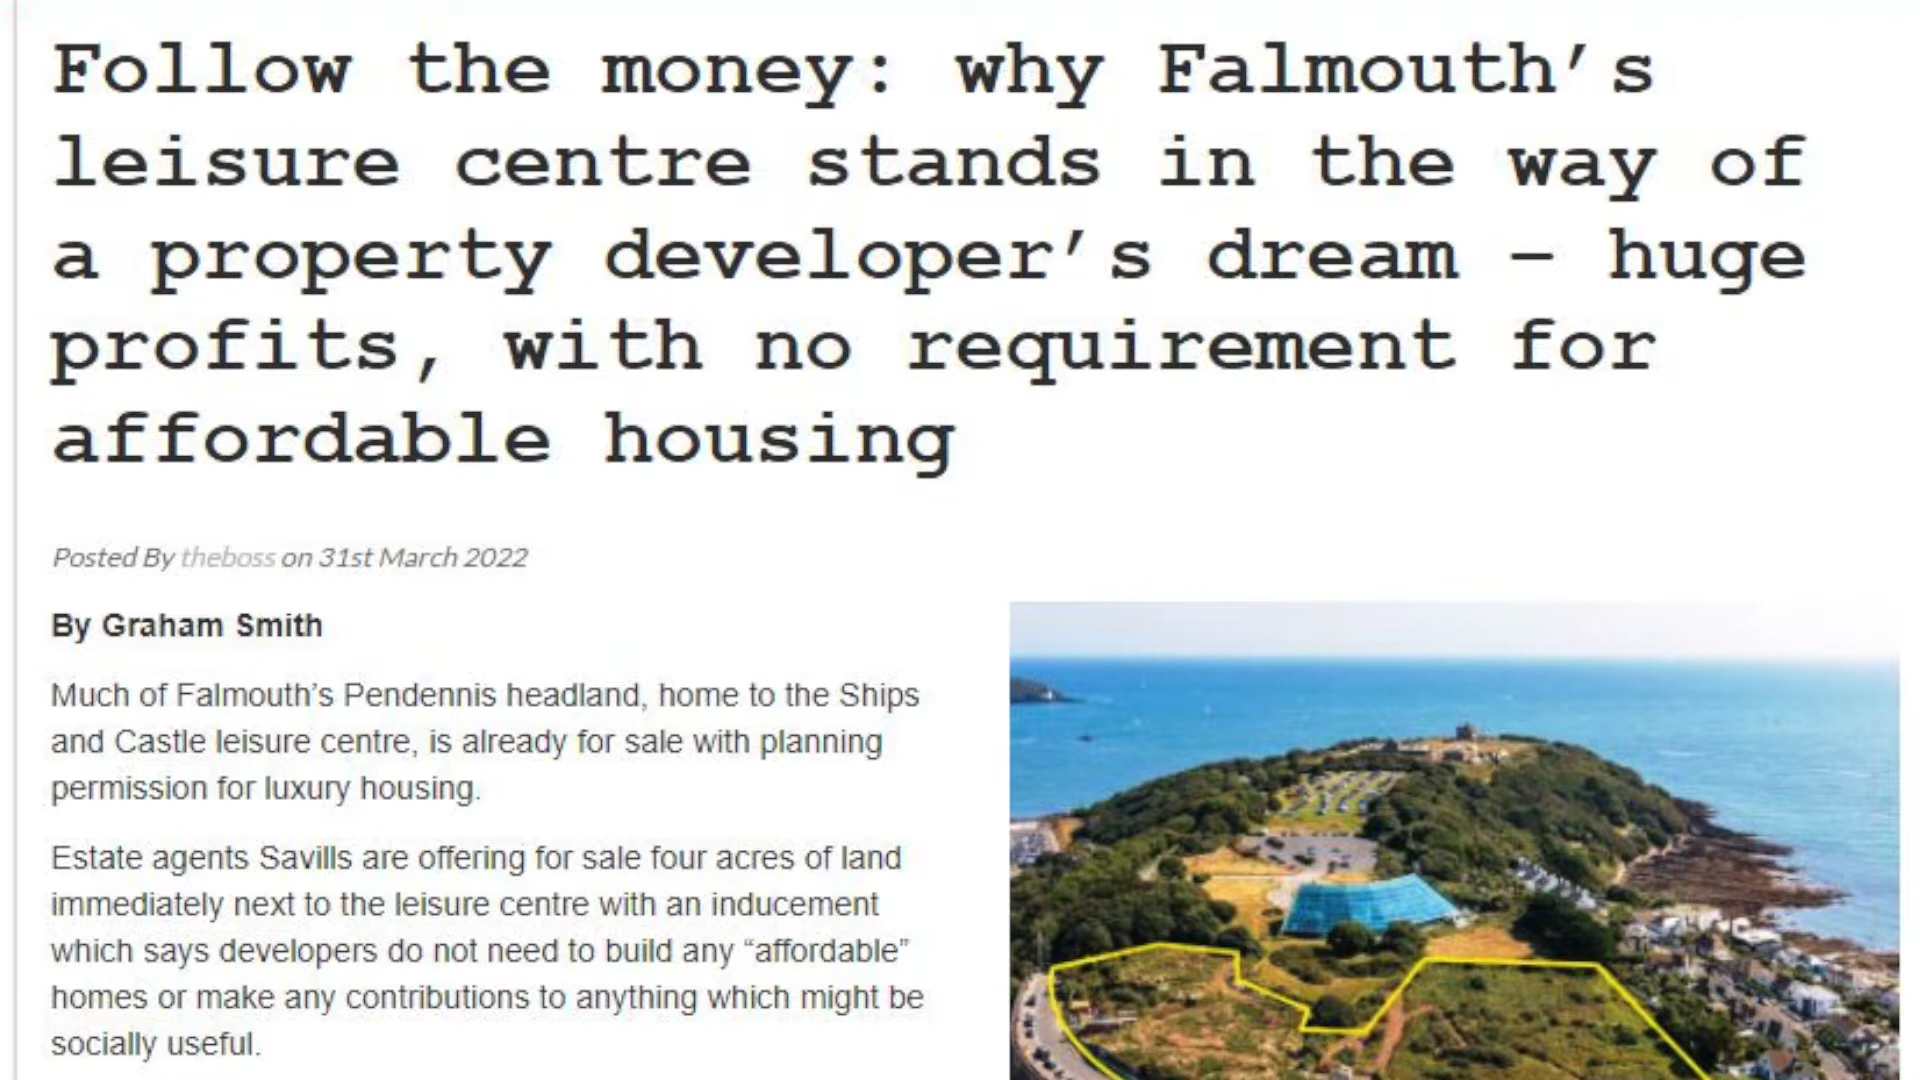 Follow the money: why Falmouth’s
leisure centre stands in the way of
a property developer’s dream – huge
profits, with no requirement for
affordable housing
Posted By theboss on 31st March 2022
By Graham Smith
Much of Falmouth’s Pendennis headland, home to the Ships
and Castle leisure centre, is already for sale with planning
permission for luxury housing.
Estate agents Savills are offering for sale four acres of land
immediately next to the leisure centre with an inducement
which says developers do not need to build any “affordable”
homes or make any contributions to anything which might be
socially useful.